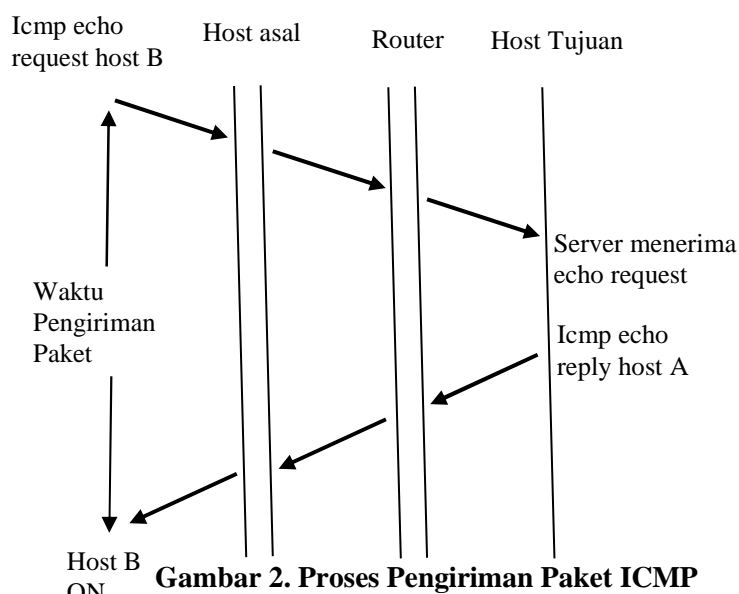 Icmp echo
request host B
Host asal
Router
Host Tujuan
Server menerima
echo request
Waktu
Pengiriman
Paket
Icmp echo
reply host A
Host B
ON
Gambar 2. Proses Pengiriman Paket ICMP